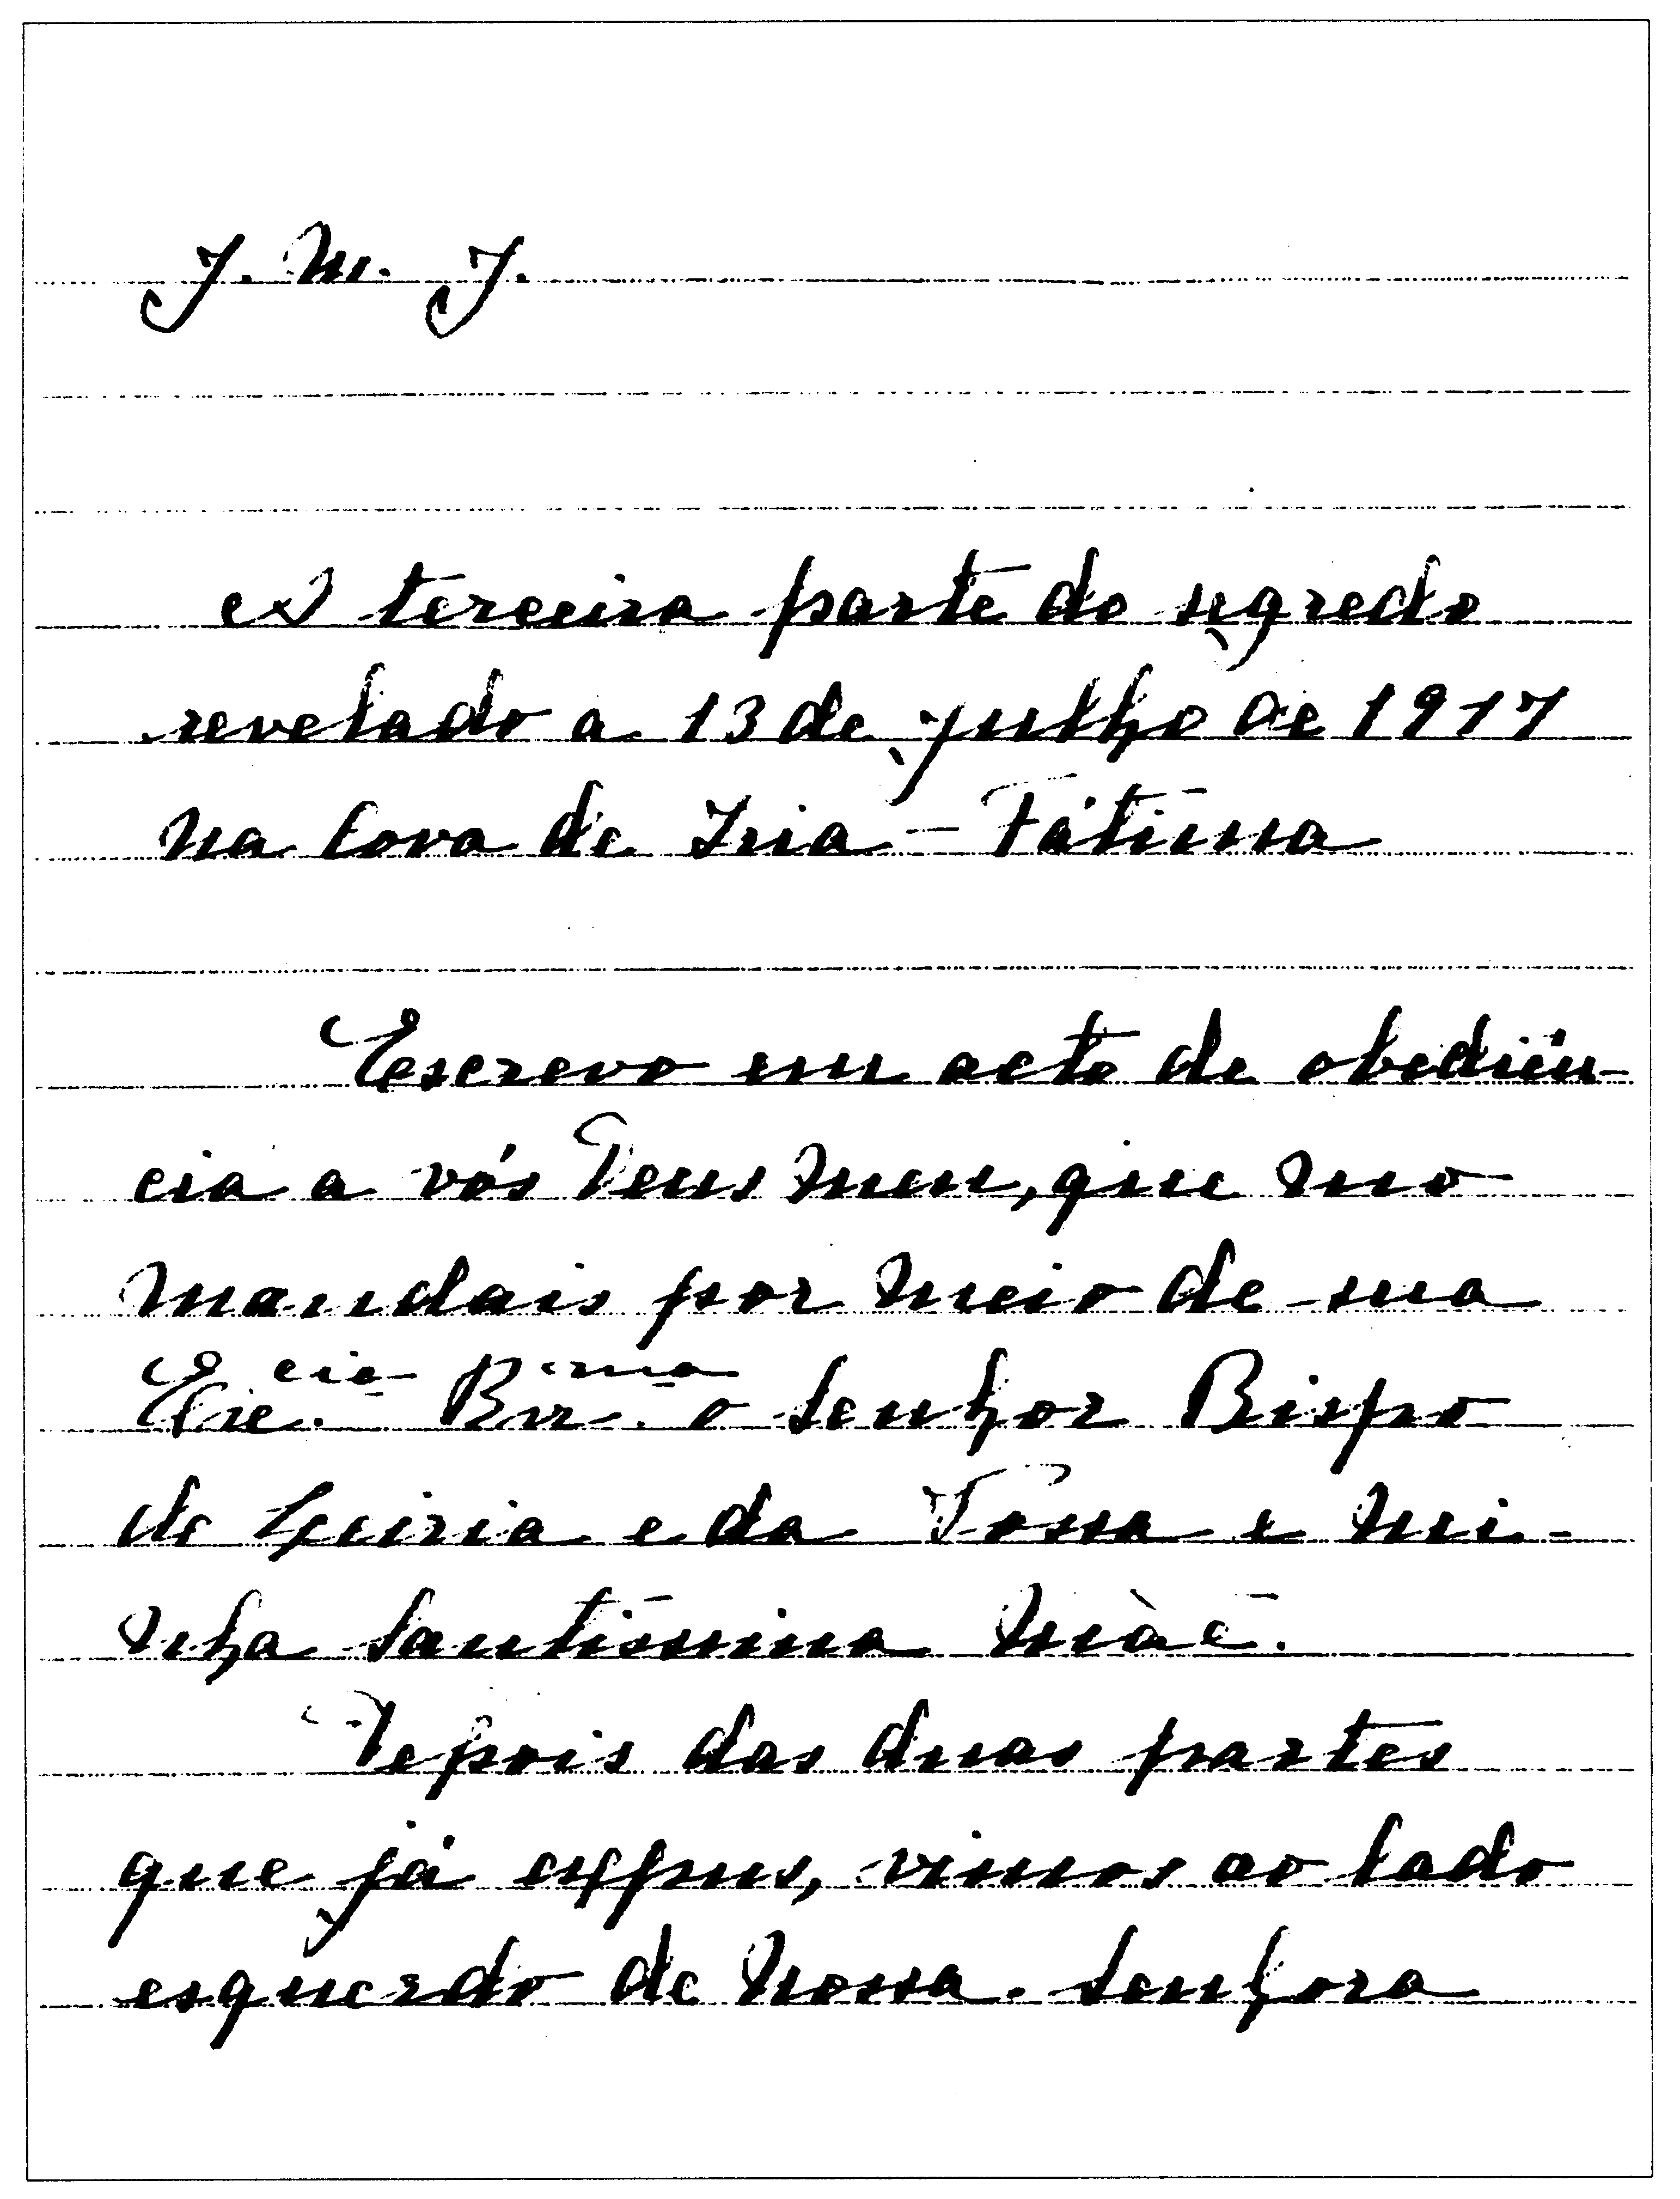 J. M. J.
A terceira parte do segredo
revelado a 13 de julho de 1917
na Cova de Iria - Fátima
Escrevo em acto de obediên-
cia a vós Deus meu, que mo
mandais por meio de sua
Ex.cia Rev.ma o Senhor Bispo
de Leiria e da Vossa e mi-
nha Santíssima Mãe.
Depois das duas partes
que já expus, vimos ao lado
esquerdo de Nossa Senhora